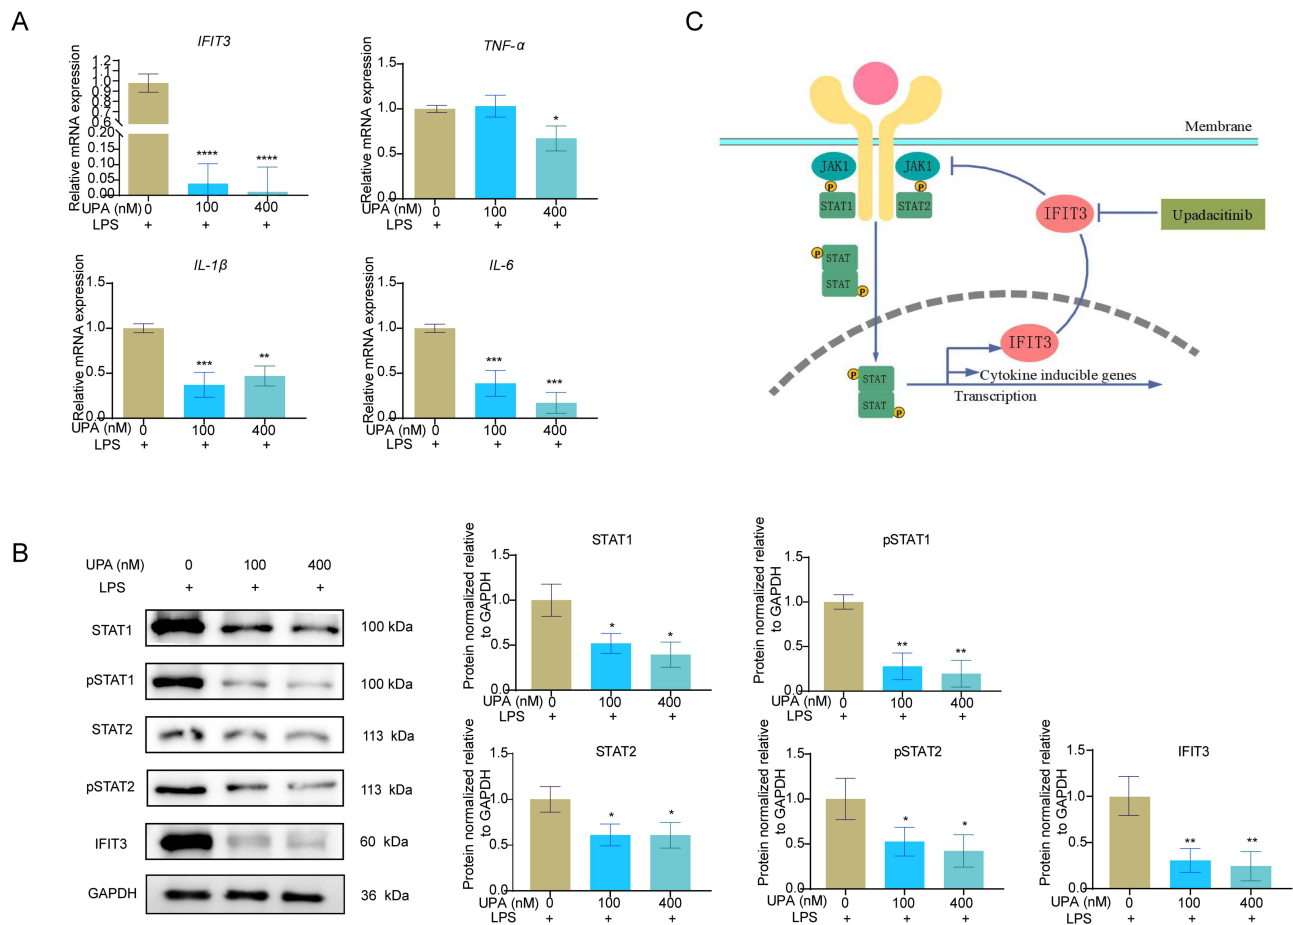 A
IFIT3
Relative mRNA expression
1.2
1.1
1.0
0.9
0.8
0.7
0.6
0.20
0.15
0.10
0.05
0.00
**** ****
UPA (nM) 0 100 400
LPS + + +
TNF-α
Relative mRNA expression
1.5
1.0
0.5
0.0
*
UPA (nM) 0 100 400
LPS + + +
IL-1β
Relative mRNA expression
1.5
1.0
0.5
0.0
*** **
UPA (nM) 0 100 400
LPS + + +
IL-6
Relative mRNA expression
1.5
1.0
0.5
0.0
*** ***
UPA (nM) 0 100 400
LPS + + +
C
Membrane
JAK1 JAK1
P P
STAT1 STAT2
IFIT3
Upadacitinib
P STAT
STAT P
IFIT3
P STAT
STAT P
Cytokine inducible genes
Transcription
B
UPA (nM) 0 100 400
LPS + + +
STAT1 100 kDa
pSTAT1 100 kDa
STAT2 113 kDa
pSTAT2 113 kDa
IFIT3 60 kDa
GAPDH 36 kDa
STAT1
Protein normalized relative
to GAPDH
1.5
1.0
0.5
0.0
* *
UPA (nM) 0 100 400
LPS + + +
pSTAT1
Protein normalized relative
to GAPDH
1.5
1.0
0.5
0.0
** **
UPA (nM) 0 100 400
LPS + + +
STAT2
Protein normalized relative
to GAPDH
1.5
1.0
0.5
0.0
* *
UPA (nM) 0 100 400
LPS + + +
pSTAT2
Protein normalized relative
to GAPDH
1.5
1.0
0.5
0.0
* *
UPA (nM) 0 100 400
LPS + + +
IFIT3
Protein normalized relative
to GAPDH
1.5
1.0
0.5
0.0
** **
UPA (nM) 0 100 400
LPS + + +